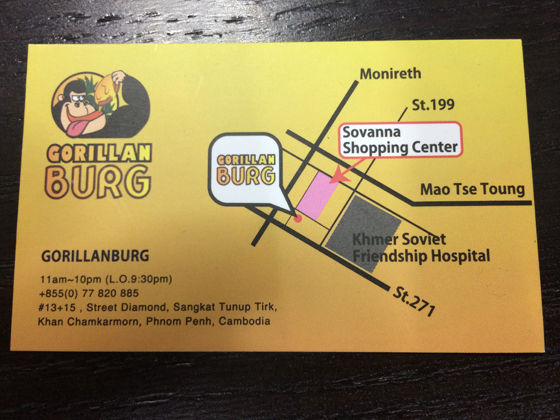 GORILLAN
BURG
GORILLANBURG
11am~10pm (L.O.9:30pm)
+855(0) 77 820 885
#13+15 , Street Diamond, Sangkat Tunup Tirk,
Khan Chamkarmorn, Phnom Penh, Cambodia
Monireth
St.199
Sovanna
Shopping Center
GORILLAN
BURG
Mao Tse Toung
Khmer Soviet
Friendship Hospital
St.271